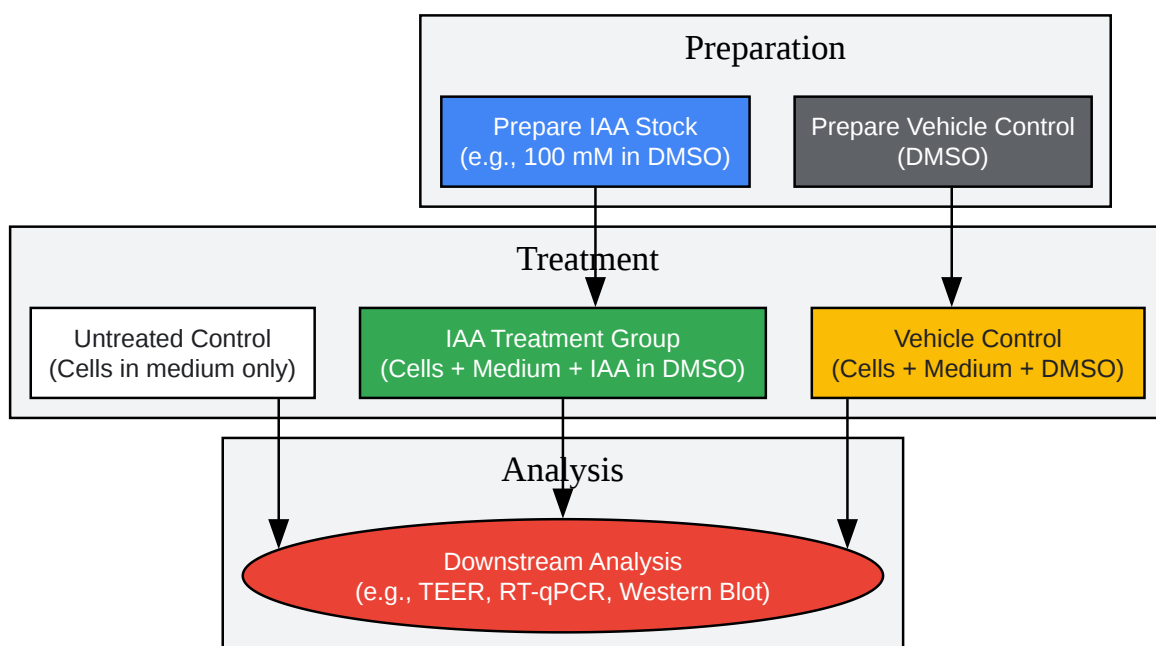 Preparation
Prepare IAA Stock
(e.g., 100 mM in DMSO)
Prepare Vehicle Control
(DMSO)
Treatment
Untreated Control
(Cells in medium only)
IAA Treatment Group
(Cells + Medium + IAA in DMSO)
Vehicle Control
(Cells + Medium + DMSO)
Analysis
Downstream Analysis
(e.g., TEER, RT-qPCR, Western Blot)